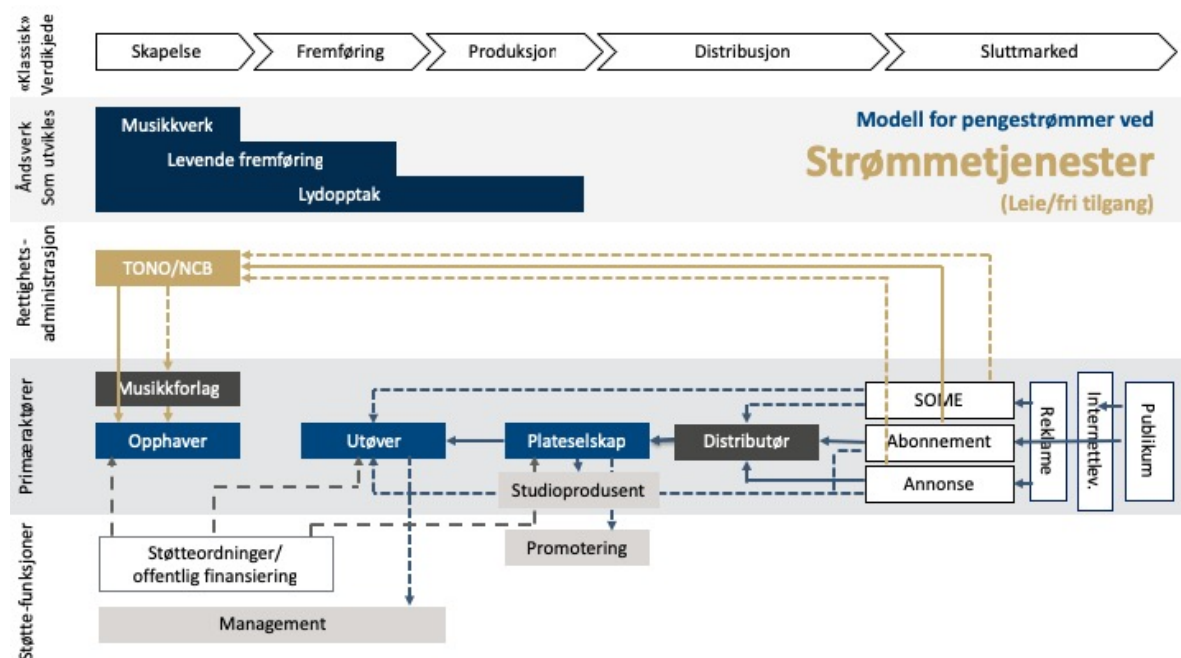 «Klassisk»
Verdikjede
Skapelse
Fremføring
Produksjon
Distribusjon
Sluttmarked
Åndsverk
Som utvikles
Musikkverk
Levende fremføring
Lydopptak
Modell for pengestrømmer ved
Strømmetjenester
(Leie/fri tilgang)
Rettighets-
administrasjon
TONO/NCB
Primæraktører
Musikkforlag
Opphaver
Utøver
Plateselskap
Studioprodusent
Distributør
SOME
Abonnement
Annonse
Reklame
Internettlev.
Publikum
Støtte-funksjoner
Støtteordninger/
offentlig finansiering
Promotering
Management